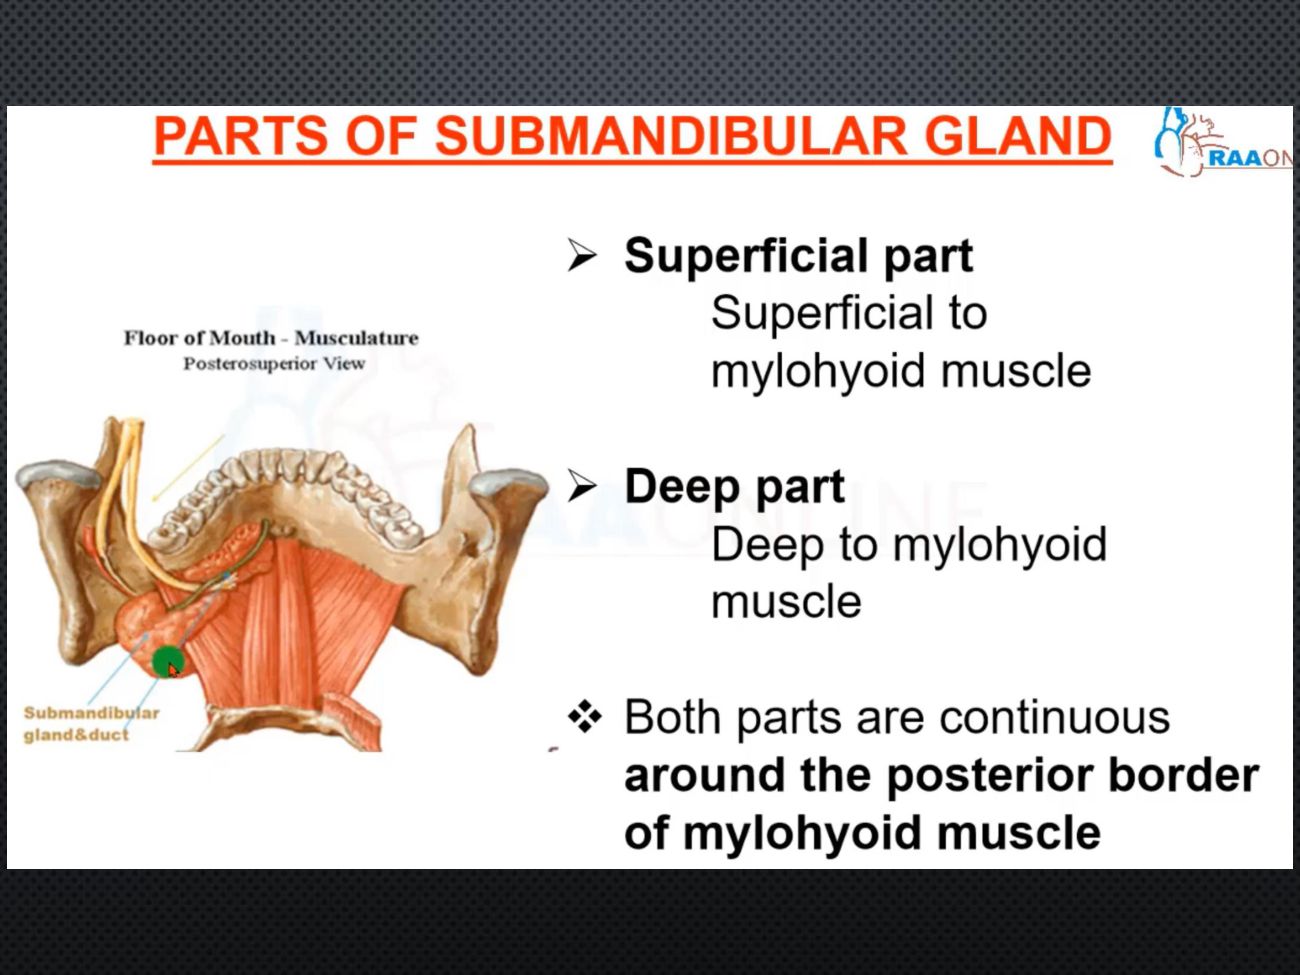 PARTS OF SUBMANDIBULAR GLAND
RAAON
Superficial part
Superficial to
mylohyoid muscle
Floor of Mouth - Musculature
Posterosuperior View
Deep part
Deep to mylohyoid
muscle
Submandibular
gland&duct
Both parts are continuous
around the posterior border
of mylohyoid muscle
AAONLINE